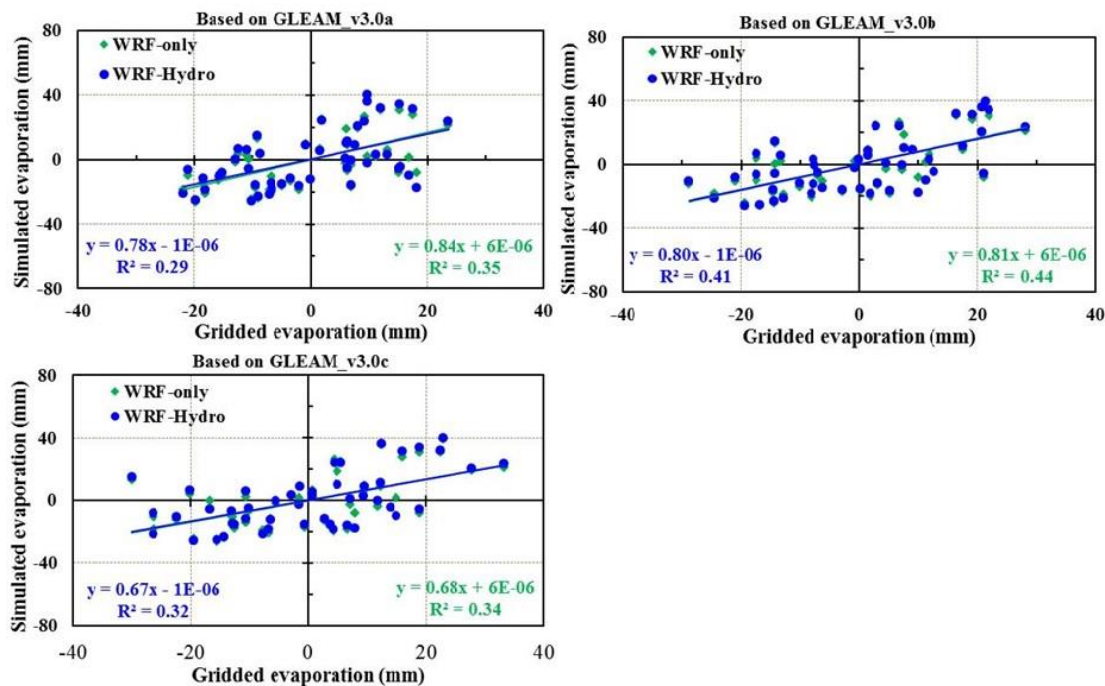 Based on GLEAM_v3.0a
Simulated evaporation (mm)
80
40
0
-40
-80
WRF-only
WRF-Hydro
y = 0.78x - 1E-06
R² = 0.29
y = 0.84x + 6E-06
R² = 0.35
-40
-20
0
20
40
Gridded evaporation (mm)
Based on GLEAM_v3.0b
Simulated evaporation (mm)
80
40
0
-40
-80
WRF-only
WRF-Hydro
y = 0.80x - 1E-06
R² = 0.41
y = 0.81x + 6E-06
R² = 0.44
-40
-20
0
20
40
Gridded evaporation (mm)
Based on GLEAM_v3.0c
Simulated evaporation (mm)
80
40
0
-40
-80
WRF-only
WRF-Hydro
y = 0.67x - 1E-06
R² = 0.32
y = 0.68x + 6E-06
R² = 0.34
-40
-20
0
20
40
Gridded evaporation (mm)